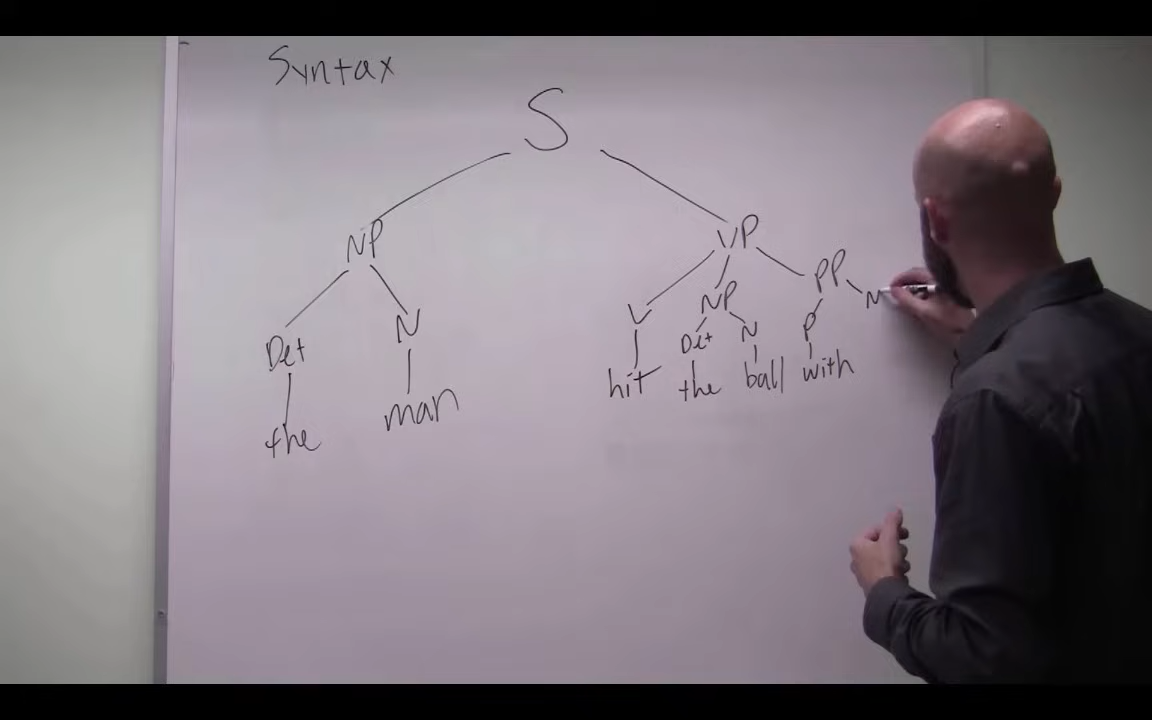 Syntax
S
NP VP
PP
Det N V NP N
Det N P
the man hit the ball with